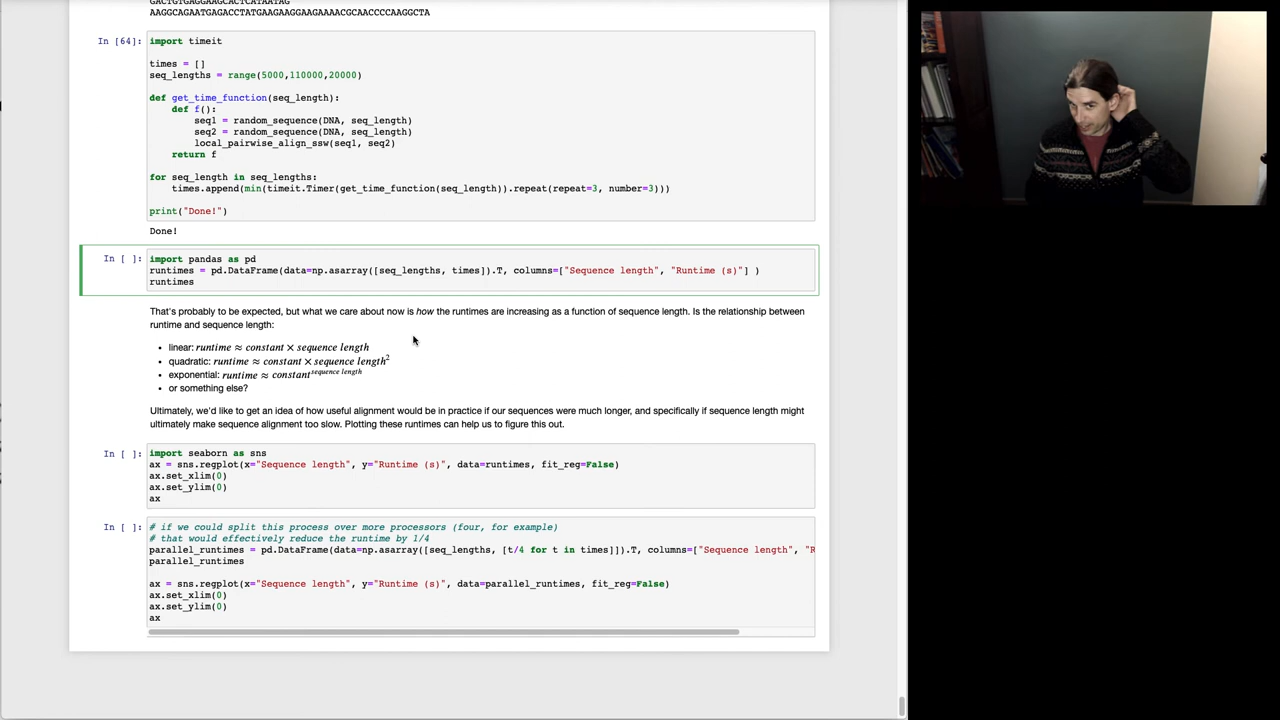 GACTGTGAGGAAGCACTCATAATAG
AAGGCAGAATGAGACCTATGAAGAAGGAAGAAAACGCAACCCCAAGGCTA
In [64]: import timeit
times = []
seq_lengths = range(5000,110000,20000)
def get_time_function(seq_length):
    def f():
        seq1 = random_sequence(DNA, seq_length)
        seq2 = random_sequence(DNA, seq_length)
        local_pairwise_align_ssw(seq1, seq2)
    return f
for seq_length in seq_lengths:
    times.append(min(timeit.Timer(get_time_function(seq_length)).repeat(repeat=3, number=3)))
print("Done!")
Done!
In [ ]: import pandas as pd
runtimes = pd.DataFrame(data=np.asarray([seq_lengths, times]).T, columns=["Sequence length", "Runtime (s)"] )
runtimes
That's probably to be expected, but what we care about now is how the runtimes are increasing as a function of sequence length. Is the relationship between
runtime and sequence length:
• linear: runtime ≈ constant × sequence length
• quadratic: runtime ≈ constant × sequence length²
• exponential: runtime ≈ constant^sequence length
• or something else?
Ultimately, we'd like to get an idea of how useful alignment would be in practice if our sequences were much longer, and specifically if sequence length might
ultimately make sequence alignment too slow. Plotting these runtimes can help us to figure this out.
In [ ]: import seaborn as sns
ax = sns.regplot(x="Sequence length", y="Runtime (s)", data=runtimes, fit_reg=False)
ax.set_xlim(0)
ax.set_ylim(0)
ax
In [ ]: # if we could split this process over more processors (four, for example)
# that would effectively reduce the runtime by 1/4
parallel_runtimes = pd.DataFrame(data=np.asarray([seq_lengths, [t/4 for t in times]]).T, columns=["Sequence length", "R
parallel_runtimes
ax = sns.regplot(x="Sequence length", y="Runtime (s)", data=parallel_runtimes, fit_reg=False)
ax.set_xlim(0)
ax.set_ylim(0)
ax